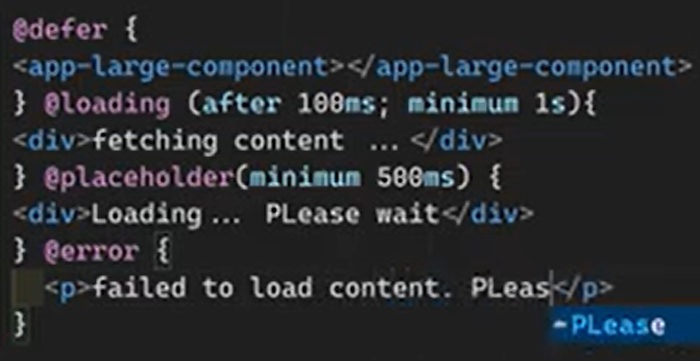 @defer {
<app-large-component></app-large-component>
} @loading (after 100ms; minimum 1s){
<div>fetching content ...</div>
} @placeholder(minimum 500ms) {
<div>Loading... PLease wait</div>
} @error {
<p>failed to load content. PLeas</p>
PLease
}